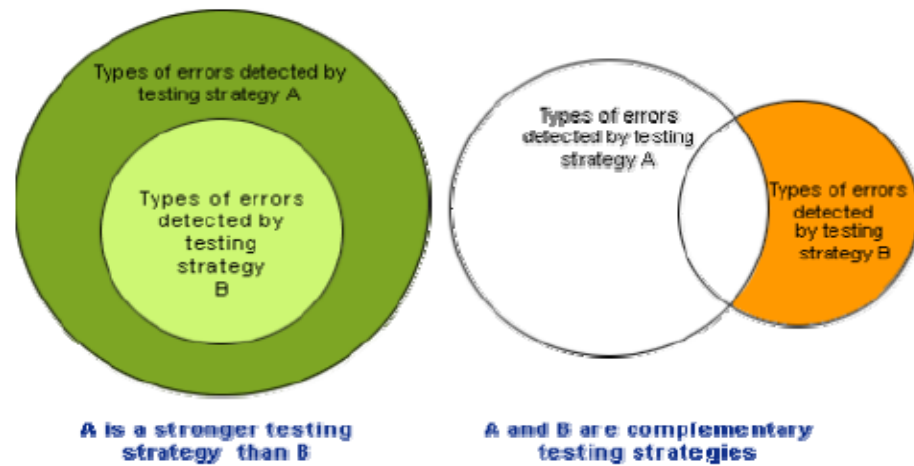 Types of errors detected by
testing strategy A
Types of errors
detected by
testing
strategy
B
A is a stronger testing
strategy than B
Types of errors
detected by testing
strategy A
Types of errors
detected
by testing
strategy B
A and B are complementary
testing strategies